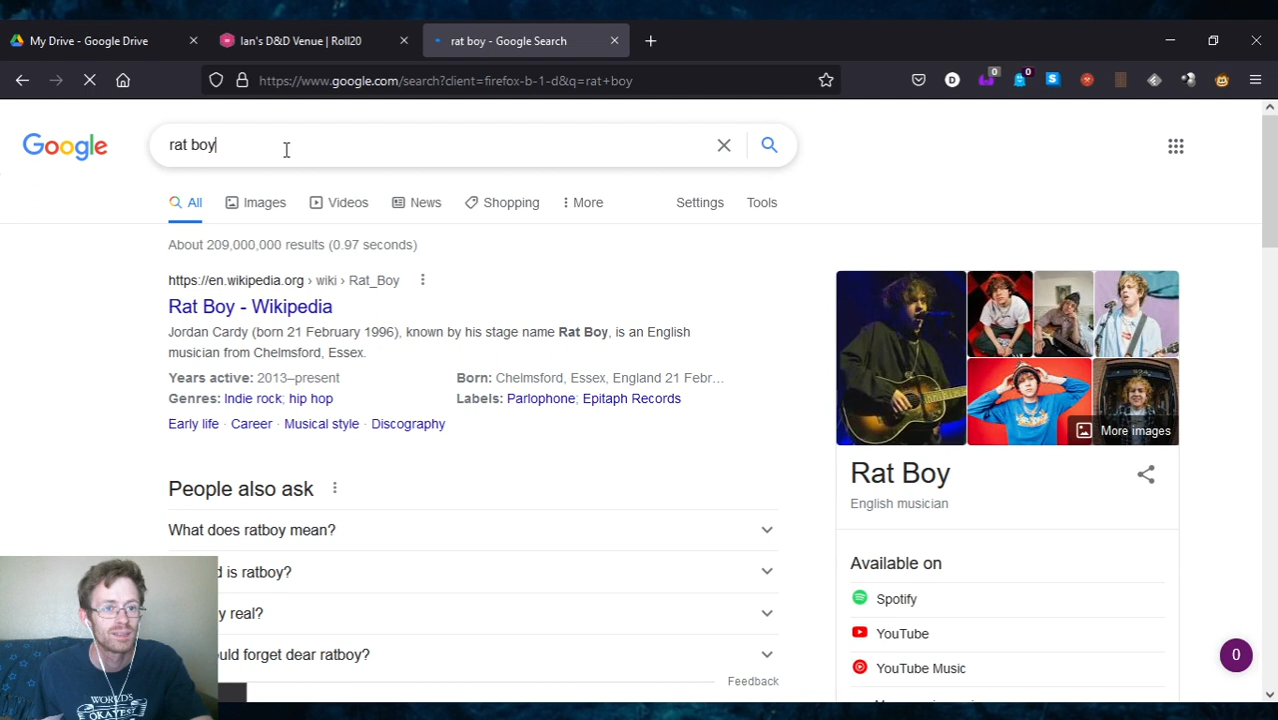 My Drive - Google Drive
Ian's D&D Venue | Roll20
rat boy - Google Search
https://www.google.com/search?client=firefox-b-1-d&q=rat+boy
0
0
Google
rat boy
All
Images
Videos
News
Shopping
More
Settings
Tools
About 209,000,000 results (0.97 seconds)
https://en.wikipedia.org › wiki › Rat_Boy
Rat Boy - Wikipedia
Jordan Cardy (born 21 February 1996), known by his stage name Rat Boy, is an English
musician from Chelmsford, Essex.
Years active: 2013–present
Born: Chelmsford, Essex, England 21 Febr…
Genres: Indie rock; hip hop
Labels: Parlophone; Epitaph Records
Early life · Career · Musical style · Discography
People also ask
What does ratboy mean?
is ratboy?
real?
forget dear ratboy?
Feedback
More images
Rat Boy
English musician
Available on
Spotify
YouTube
YouTube Music
0
WORLD'S
OKAYEST